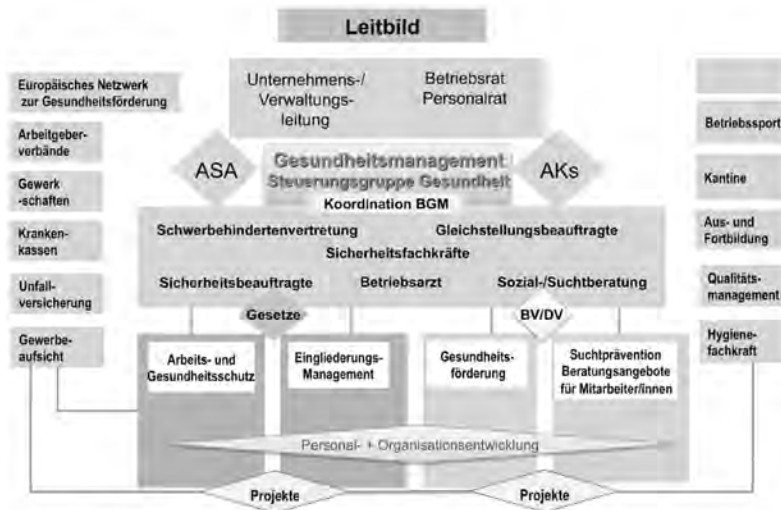 Leitbild
Europäisches Netzwerk
zur Gesundheitsförderung
Arbeitgeber-
verbände
Gewerk
-schaften
Kranken-
kassen
Unfall-
versicherung
Gewerbe-
aufsicht
Unternehmens-/
Verwaltungs-
leitung
Betriebsrat
Personalrat
ASA
Gesundheitsmanagement
Steuerungsgruppe Gesundheit
AKs
Koordination BGM
Schwerbehindertenvertretung
Gleichstellungsbeauftragte
Sicherheitsfachkräfte
Sicherheitsbeauftragte
Betriebsarzt
Sozial-/Suchtberatung
Gesetze
BV/DV
Arbeits- und
Gesundheitsschutz
Eingliederungs-
Management
Gesundheits-
förderung
Suchtprävention
Beratungsangebote
für Mitarbeiter/innen
Personal- + Organisationsentwicklung
Projekte
Projekte
Betriebssport
Kantine
Aus- und
Fortbildung
Qualitäts-
management
Hygiene-
fachkraft